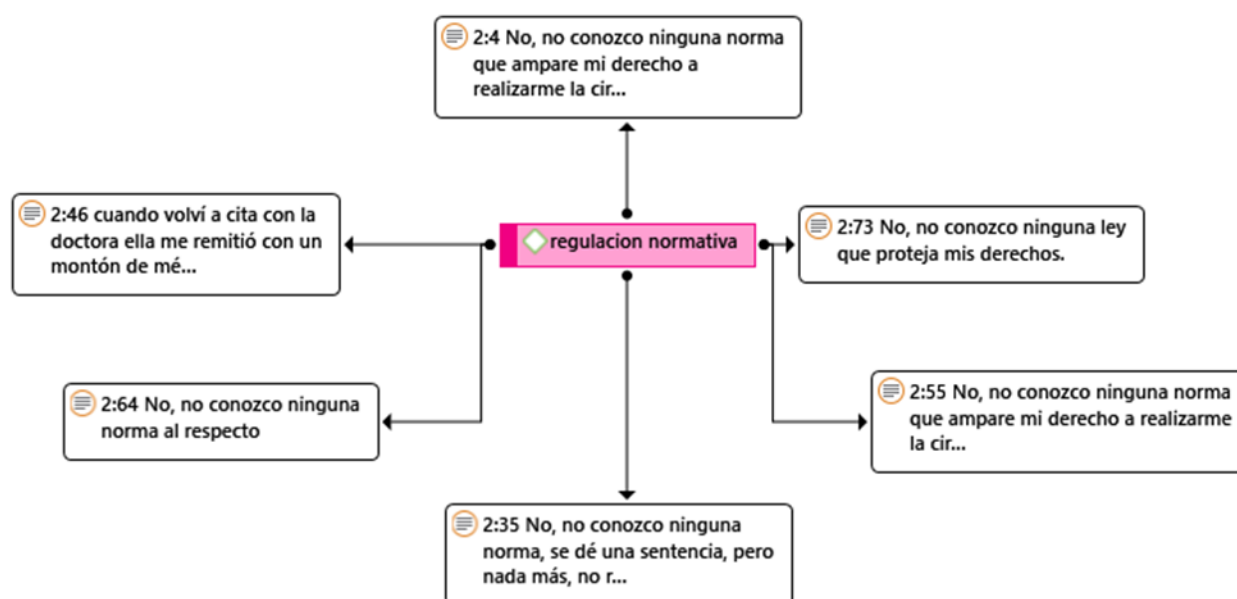 2:4 No, no conozco ninguna norma
que ampare mi derecho a
realizarme la cir...
2:46 cuando volví a cita con la
doctora ella me remitió con un
montón de mé...
regulacion normativa
2:73 No, no conozco ninguna ley
que proteja mis derechos.
2:64 No, no conozco ninguna
norma al respecto
2:55 No, no conozco ninguna norma
que ampare mi derecho a realizarme
la cir...
2:35 No, no conozco ninguna
norma, se dé una sentencia, pero
nada más, no r...